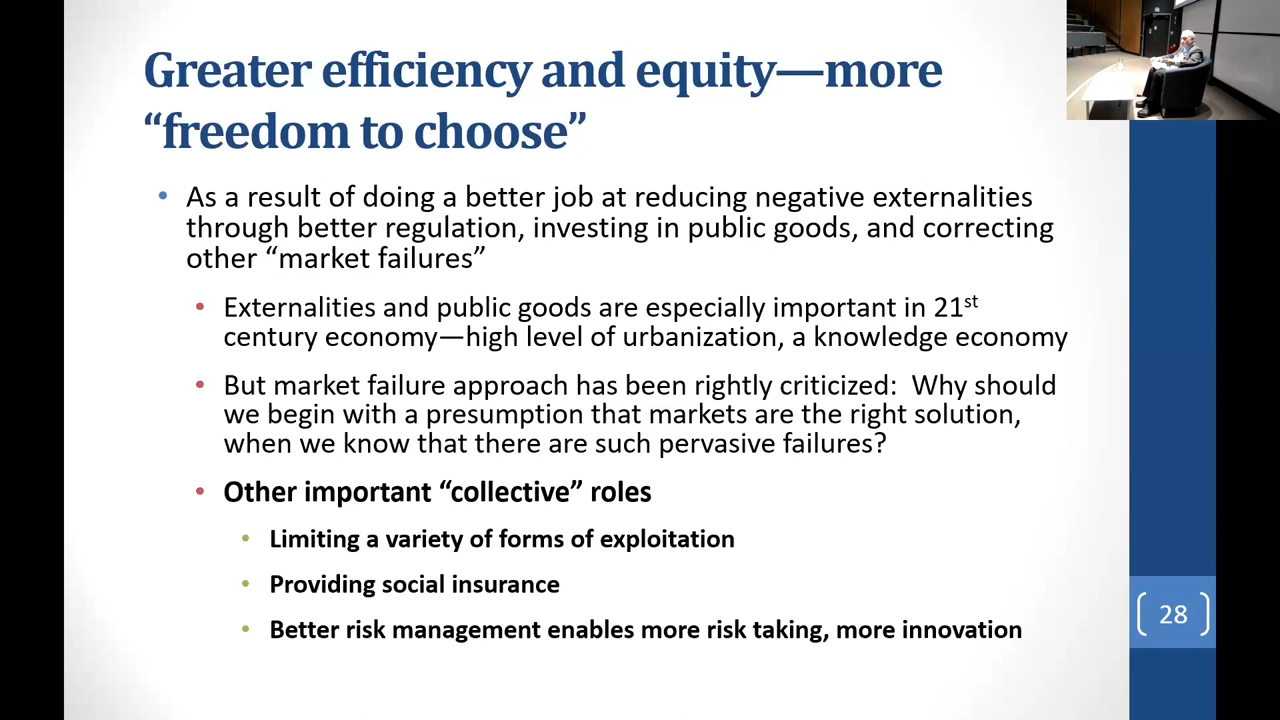 Greater efficiency and equity—more
“freedom to choose”
• As a result of doing a better job at reducing negative externalities
through better regulation, investing in public goods, and correcting
other “market failures”
• Externalities and public goods are especially important in 21st
century economy—high level of urbanization, a knowledge economy
• But market failure approach has been rightly criticized: Why should
we begin with a presumption that markets are the right solution,
when we know that there are such pervasive failures?
• Other important “collective” roles
• Limiting a variety of forms of exploitation
• Providing social insurance
• Better risk management enables more risk taking, more innovation
28